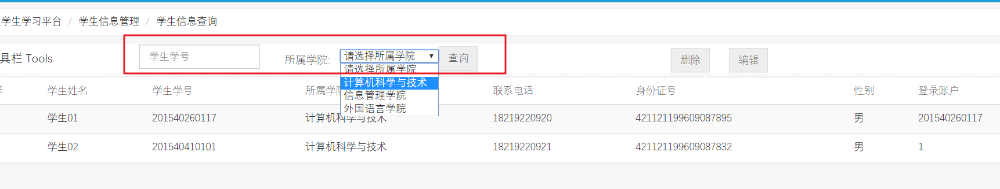 学生学习平台 / 学生信息管理 / 学生信息查询
具栏 Tools 学生学号 所属学院: 请选择所属学院 查询 删除 编辑
请选择所属学院
计算机科学与技术
信息管理学院
外国语言学院
学生姓名 学生学号 所属学院 联系电话 身份证号 性别 登录账户
学生01 201540260117 计算机科学与技术 18219220920 421121199609087895 男 201540260117
学生02 201540410101 计算机科学与技术 18219220921 421121199609087832 男 1